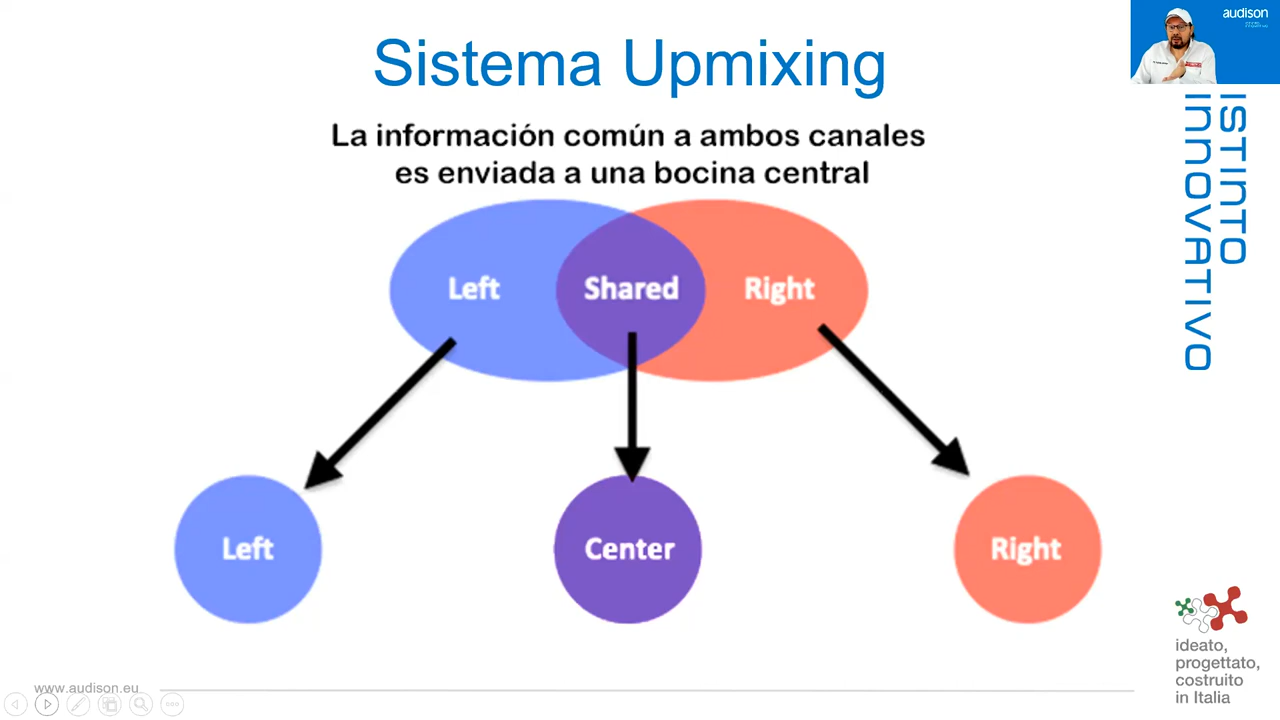 Sistema Upmixing
La información común a ambos canales
es enviada a una bocina central
Left
Shared
Right
Left
Center
Right
audison
ISTINTO
INNOVATIVO
ideato,
progettato,
costruito
in Italia
www.audison.eu